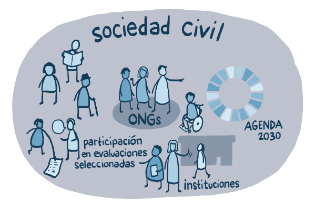 sociedad civil
ONGs
AGENDA
2030
participación
en evaluaciones
seleccionadas
instituciones